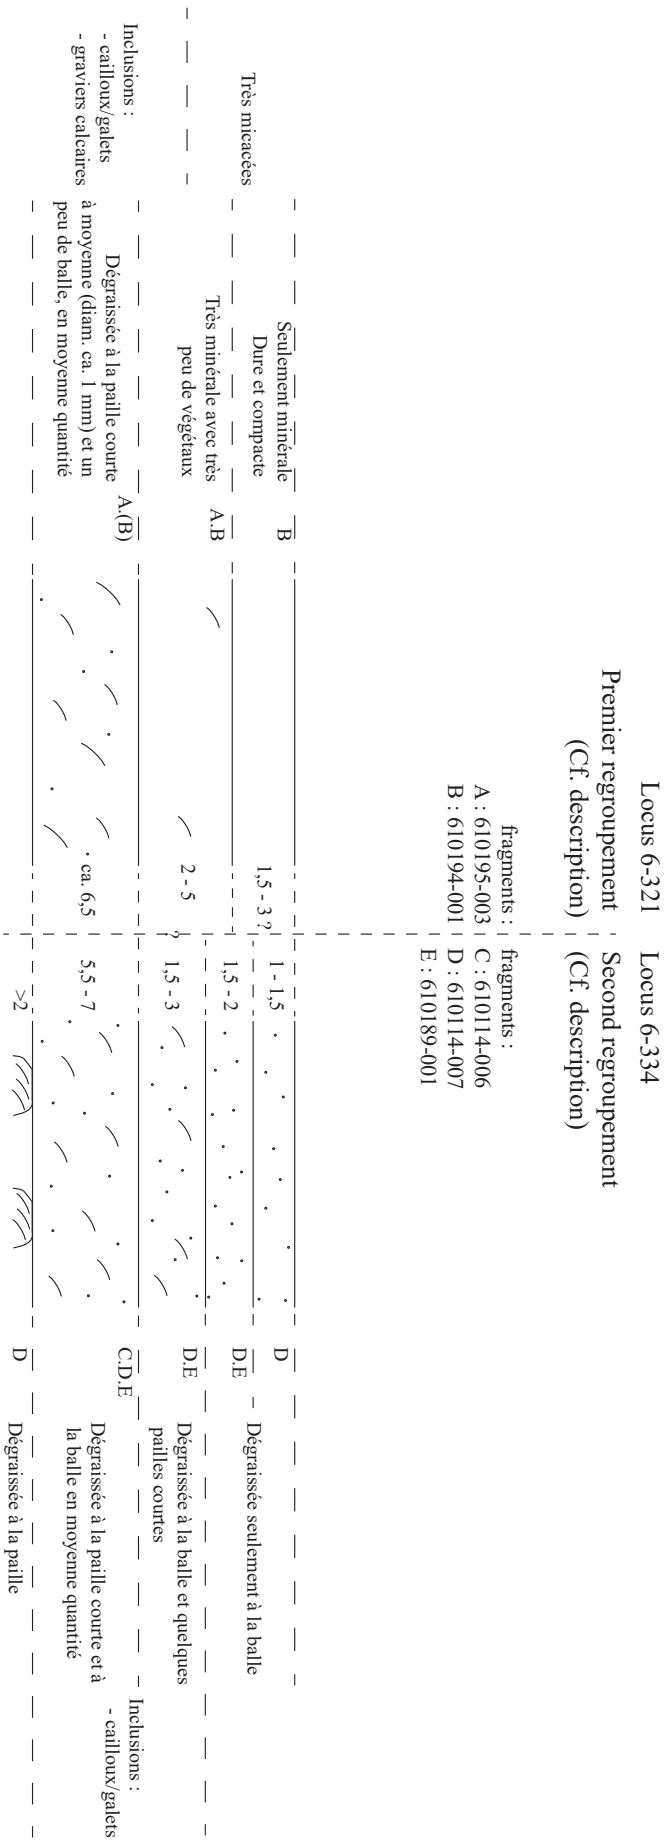 Locus 6-321
Premier regroupement
(Cf. description)
fragments :
A : 610195-003
B : 610194-001
Locus 6-334
Second regroupement
(Cf. description)
fragments :
C : 610114-006
D : 610114-007
E : 610189-001
Très micacées
Inclusions :
- cailloux/galets
- graviers calcaires
Seulement minérale
Dure et compacte
B
Très minérale avec très
peu de végétaux
A.B
Dégraissée à la paille courte
à moyenne (diam. ca. 1 mm) et un
peu de balle, en moyenne quantité
A.(B)
1,5 - 3 ?
2 - 5
ca. 6,5
?
1 - 1,5
1,5 - 2
1,5 - 3
5,5 - 7
>2
D
D.E
D.E
C.D.E
D
Dégraissée seulement à la balle
Dégraissée à la balle et quelques
pailles courtes
Dégraissée à la paille courte et à
la balle en moyenne quantité
Dégraissée à la paille
Inclusions :
- cailloux/galets